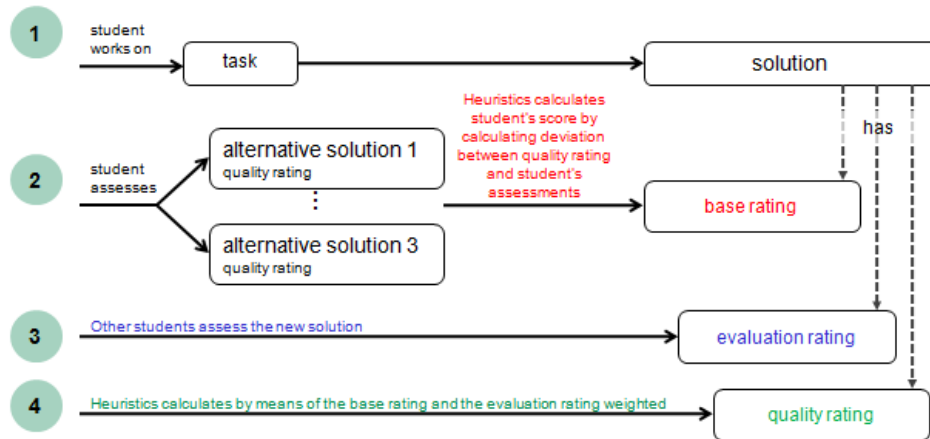 1
student
works on
task
solution
has
2
student
assesses
alternative solution 1
quality rating
⋮
alternative solution 3
quality rating
Heuristics calculates
student's score by
calculating deviation
between quality rating
and student's
assessments
base rating
3
Other students assess the new solution
evaluation rating
4
Heuristics calculates by means of the base rating and the evaluation rating weighted
quality rating